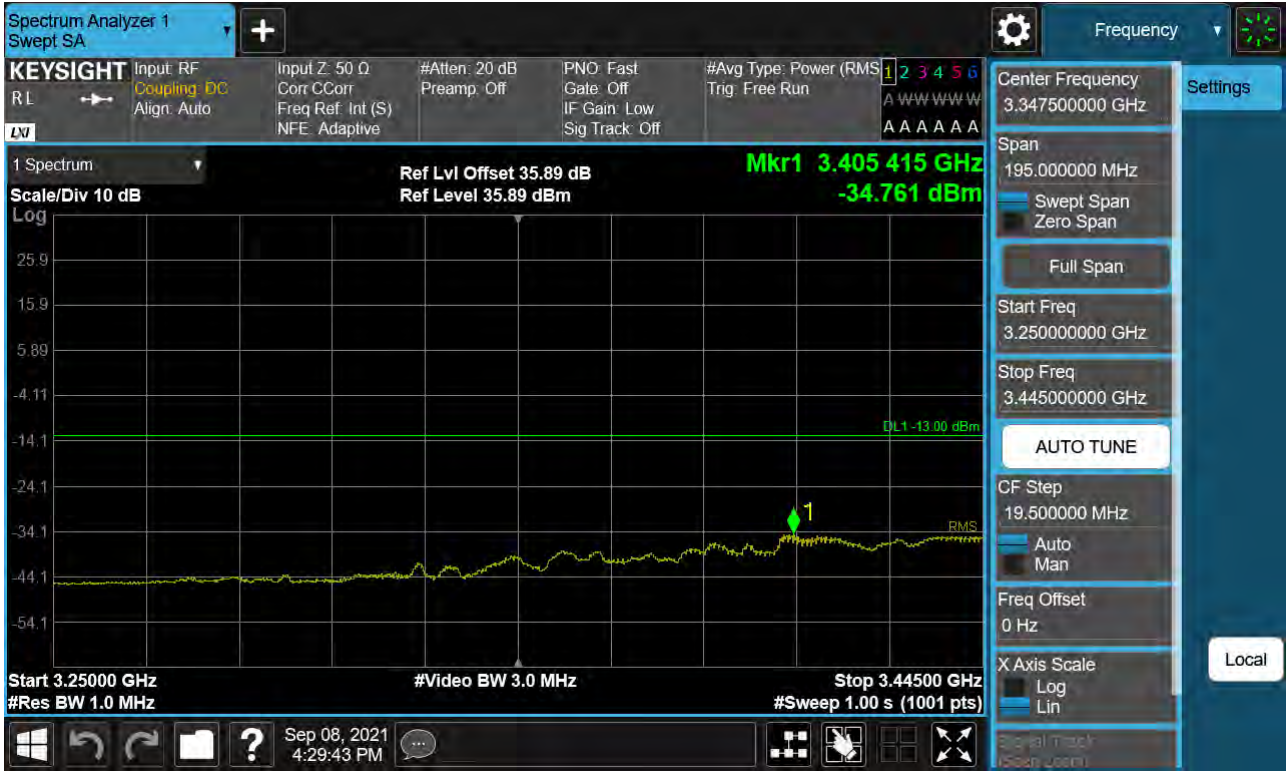 Spectrum Analyzer 1
Swept SA
+
Frequency
KEYSIGHT
RL
LXI
Input: RF
Coupling: DC
Align: Auto
Input Z: 50 Ω
Corr CCorr
Freq Ref: Int (S)
NFE: Adaptive
#Atten: 20 dB
Preamp: Off
PNO: Fast
Gate: Off
IF Gain: Low
Sig Track: Off
#Avg Type: Power (RMS
Trig: Free Run
1 2 3 4 5 6
A W W W W W
A A A A A A
1 Spectrum
Scale/Div 10 dB
Log
Ref Lvl Offset 35.89 dB
Ref Level 35.89 dBm
Mkr1 3.405 415 GHz
-34.761 dBm
25.9
15.9
5.89
-4.11
DL1 -13.00 dBm
-14.1
-24.1
1
RMS
-34.1
-44.1
-54.1
Start 3.25000 GHz
#Res BW 1.0 MHz
#Video BW 3.0 MHz
Stop 3.44500 GHz
#Sweep 1.00 s (1001 pts)
Center Frequency
3.347500000 GHz
Span
195.000000 MHz
Swept Span
Zero Span
Full Span
Start Freq
3.250000000 GHz
Stop Freq
3.445000000 GHz
AUTO TUNE
CF Step
19.500000 MHz
Auto
Man
Freq Offset
0 Hz
X Axis Scale
Log
Lin
Signal Track
(Span Zoom)
Settings
Local
?
Sep 08, 2021
4:29:43 PM